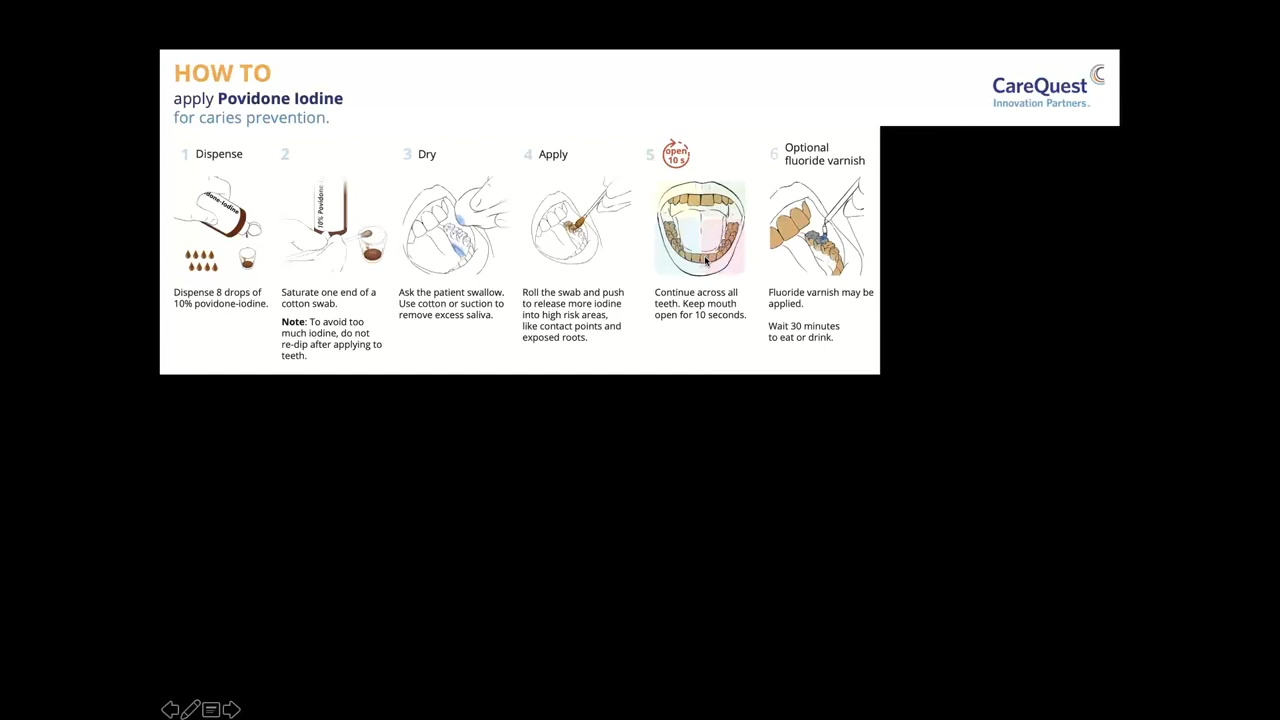 HOW TO
apply Povidone Iodine
for caries prevention.
CareQuest
Innovation Partners.
1 Dispense
done-Iodine
Dispense 8 drops of
10% povidone-iodine.
2
10% Povidone
Saturate one end of a
cotton swab.
Note: To avoid too
much iodine, do not
re-dip after applying to
teeth.
3 Dry
Ask the patient swallow.
Use cotton or suction to
remove excess saliva.
4 Apply
Roll the swab and push
to release more iodine
into high risk areas,
like contact points and
exposed roots.
5
open
10 s
Continue across all
teeth. Keep mouth
open for 10 seconds.
6 Optional
fluoride varnish
Fluoride varnish may be
applied.
Wait 30 minutes
to eat or drink.